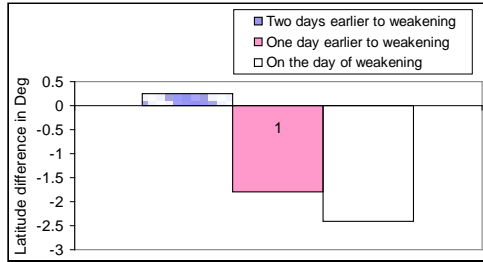 Two days earlier to weakening
One day earlier to weakening
On the day of weakening
Latitude difference in Deg
0.5
0
-0.5
-1
-1.5
-2
-2.5
-3
1